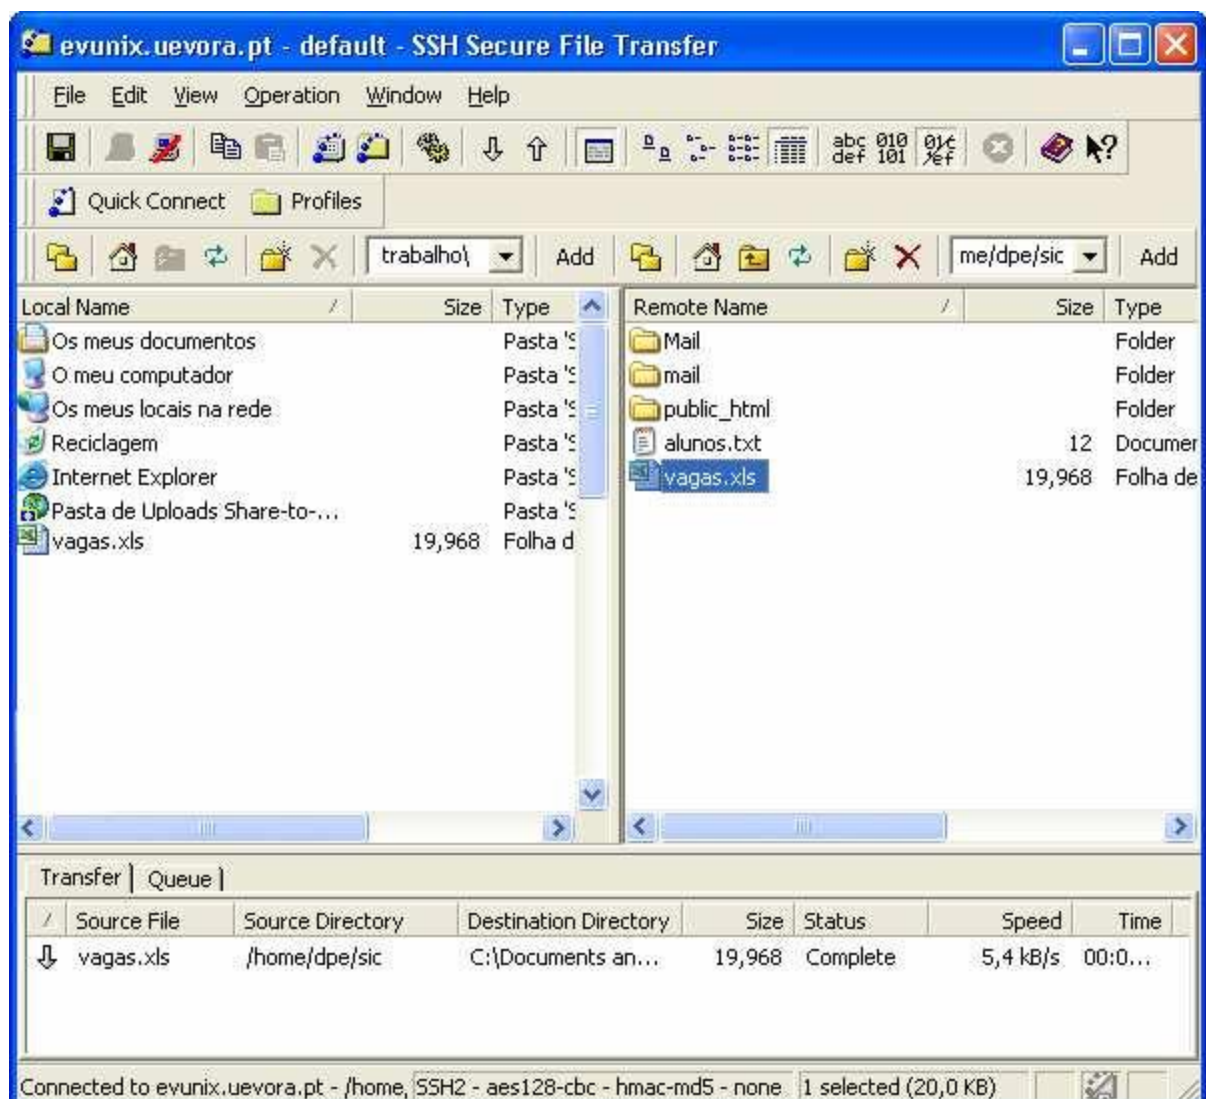 evunix.uevora.pt - default - SSH Secure File Transfer
File Edit View Operation Window Help
abc def 010 101
Quick Connect Profiles
trabalho\ Add me/dpe/sic Add
Local Name / Size Type Remote Name / Size Type
Os meus documentos Pasta 'S Mail Folder
O meu computador Pasta 'S mail Folder
Os meus locais na rede Pasta 'S public_html Folder
Reciclagem Pasta 'S alunos.txt 12 Documer
Internet Explorer Pasta 'S vagas.xls 19,968 Folha de
Pasta de Uploads Share-to-... Pasta 'S
vagas.xls 19,968 Folha d
Transfer Queue
/ Source File Source Directory Destination Directory Size Status Speed Time
vagas.xls /home/dpe/sic C:\Documents an... 19,968 Complete 5,4 kB/s 00:0...
Connected to evunix.uevora.pt - /home, SSH2 - aes128-cbc - hmac-md5 - none 1 selected (20,0 KB)